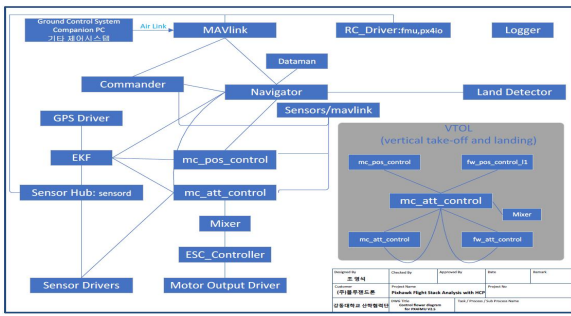 Ground Control System
Companion PC
기타 제어시스템
Air Link
MAVlink
RC_Driver:fmu,px4io
Logger
Dataman
Commander
Navigator
Land Detector
Sensors/mavlink
GPS Driver
VTOL
(vertical take-off and landing)
EKF
mc_pos_control
mc_pos_control
fw_pos_control_l1
Sensor Hub: sensord
mc_att_control
mc_att_control
Mixer
Mixer
ESC_Controller
mc_att_control
fw_att_control
Sensor Drivers
Motor Output Driver
Designed By
Checked By
Approved By
Date
Remark
조 영석
Customer
Project Name
Project No
(주)블루젠드론
Pixhawk Flight Stack Analysis with HCP
DWG Title
Task / Process / Sub Process Name
강동대학교 산학협력단
control flower diagram
for PX4EMU V2.1